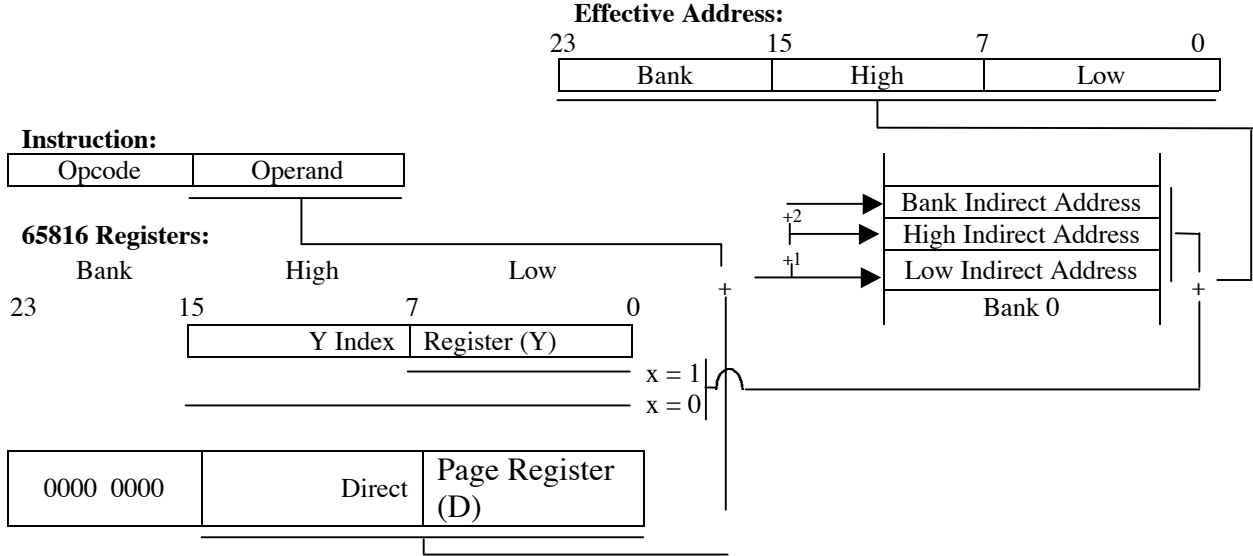 Effective Address:
23 15 7 0
Bank High Low
Instruction:
Opcode Operand
65816 Registers:
Bank High Low
23 15 7 0
Y Index Register (Y)
x = 1
x = 0
0000 0000 Direct Page Register (D)
+
+2
+1
Bank Indirect Address
High Indirect Address
Low Indirect Address
Bank 0
+